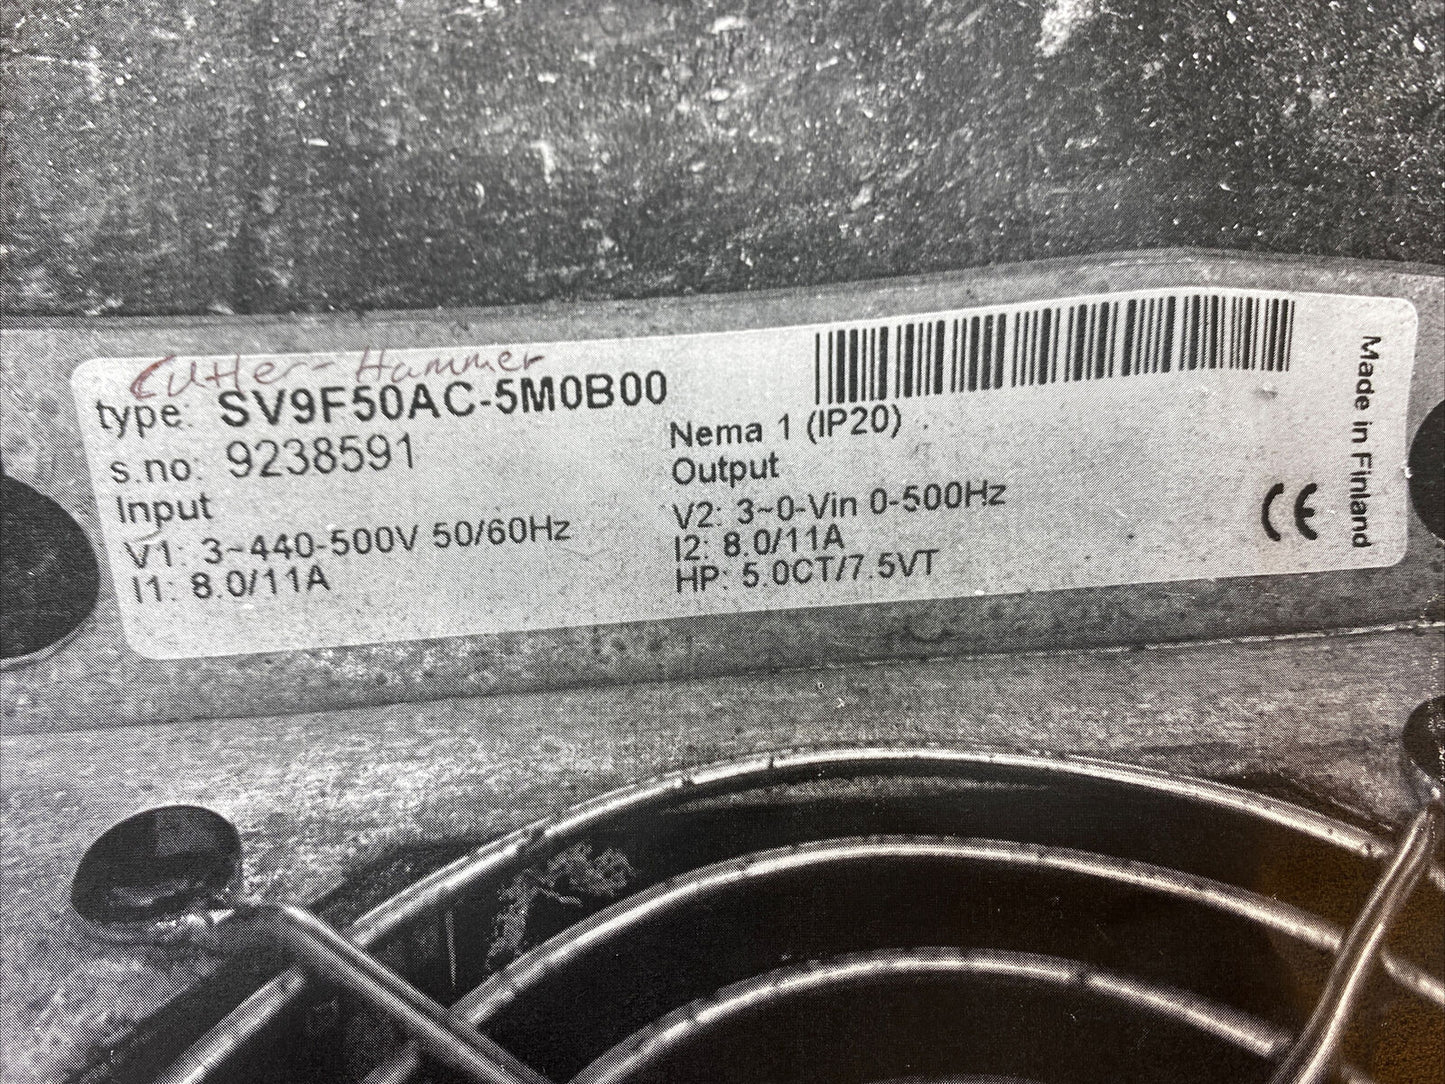 Cutler-Hammer
type: SV9F50AC-5M0B00
s.no: 9238591
Input
V1: 3~440-500V 50/60Hz
I1: 8.0/11A
Nema 1 (IP20)
Output
V2: 3~0-Vin 0-500Hz
I2: 8.0/11A
HP: 5.0CT/7.5VT
CE
Made in Finland